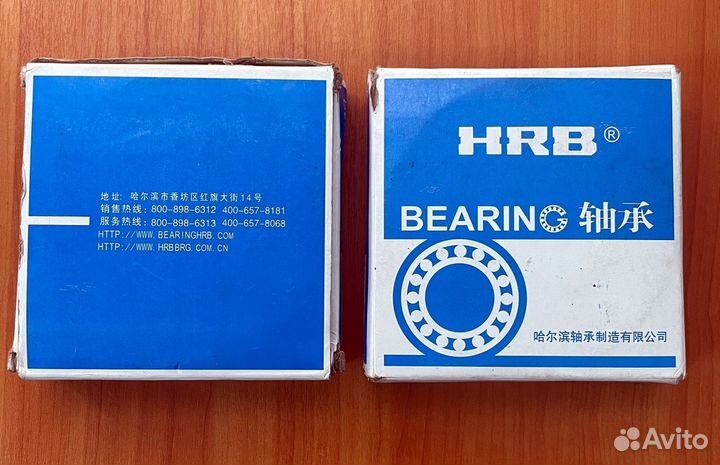 地址: 哈尔滨市香坊区红旗大街14号
销售热线: 800-898-6312 400-657-8181
服务热线: 800-898-6313 400-657-8068
HTTP://WWW.BEARINGHRB.COM
HTTP://WWW.HRBBRG.COM.CN
HRB®
BEARING 轴承
哈尔滨轴承制造有限公司
Avito